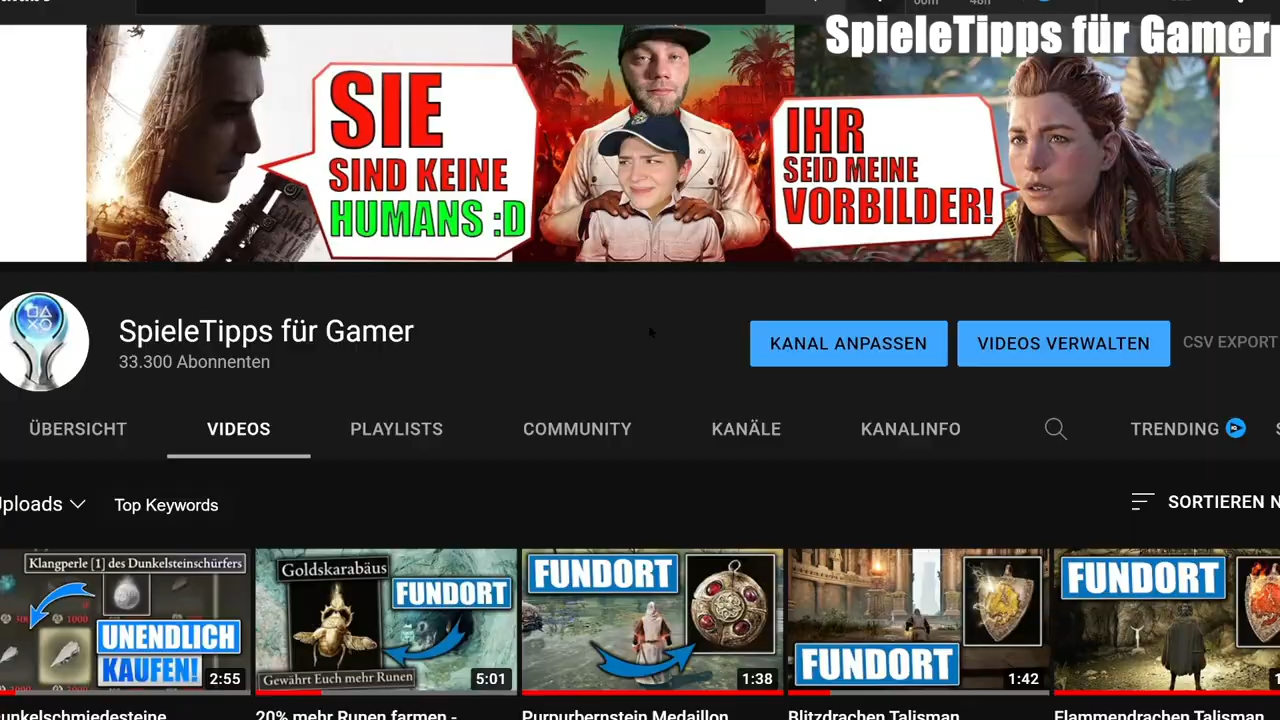 SpieleTipps für Gamer
SIE
SIND KEINE
HUMANS :D
IHR
SEID MEINE
VORBILDER!
SpieleTipps für Gamer
33.300 Abonnenten
KANAL ANPASSEN
VIDEOS VERWALTEN
CSV EXPORT
ÜBERSICHT
VIDEOS
PLAYLISTS
COMMUNITY
KANÄLE
KANALINFO
TRENDING
Uploads
Top Keywords
SORTIEREN N
Klangperle [1] des Dunkelsteinschürfers
UNENDLICH
KAUFEN!
2:55
Goldskarabäus
FUNDORT
Gewährt Euch mehr Runen
5:01
FUNDORT
1:38
FUNDORT
1:42
FUNDORT
Dunkelschmiedesteine
20% mehr Runen farmen -
Purpurbernstein Medaillon
Blitzdrachen Talisman
Flammendrachen Talisman